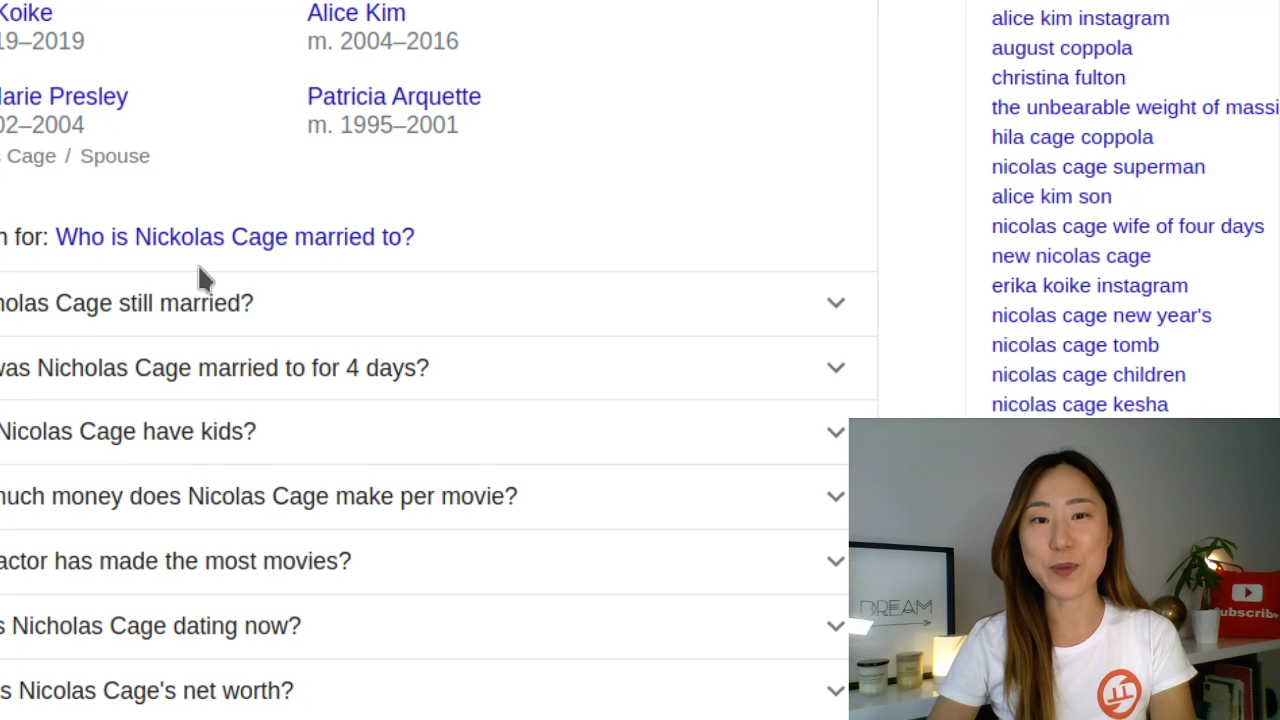 Koike
Alice Kim
19–2019
m. 2004–2016
Marie Presley
Patricia Arquette
02–2004
m. 1995–2001
Cage / Spouse
for: Who is Nickolas Cage married to?
holas Cage still married?
was Nicholas Cage married to for 4 days?
Nicolas Cage have kids?
much money does Nicolas Cage make per movie?
actor has made the most movies?
s Nicholas Cage dating now?
s Nicolas Cage's net worth?
alice kim instagram
august coppola
christina fulton
the unbearable weight of massi
hila cage coppola
nicolas cage superman
alice kim son
nicolas cage wife of four days
new nicolas cage
erika koike instagram
nicolas cage new year's
nicolas cage tomb
nicolas cage children
nicolas cage kesha
DREAM
ubscrib